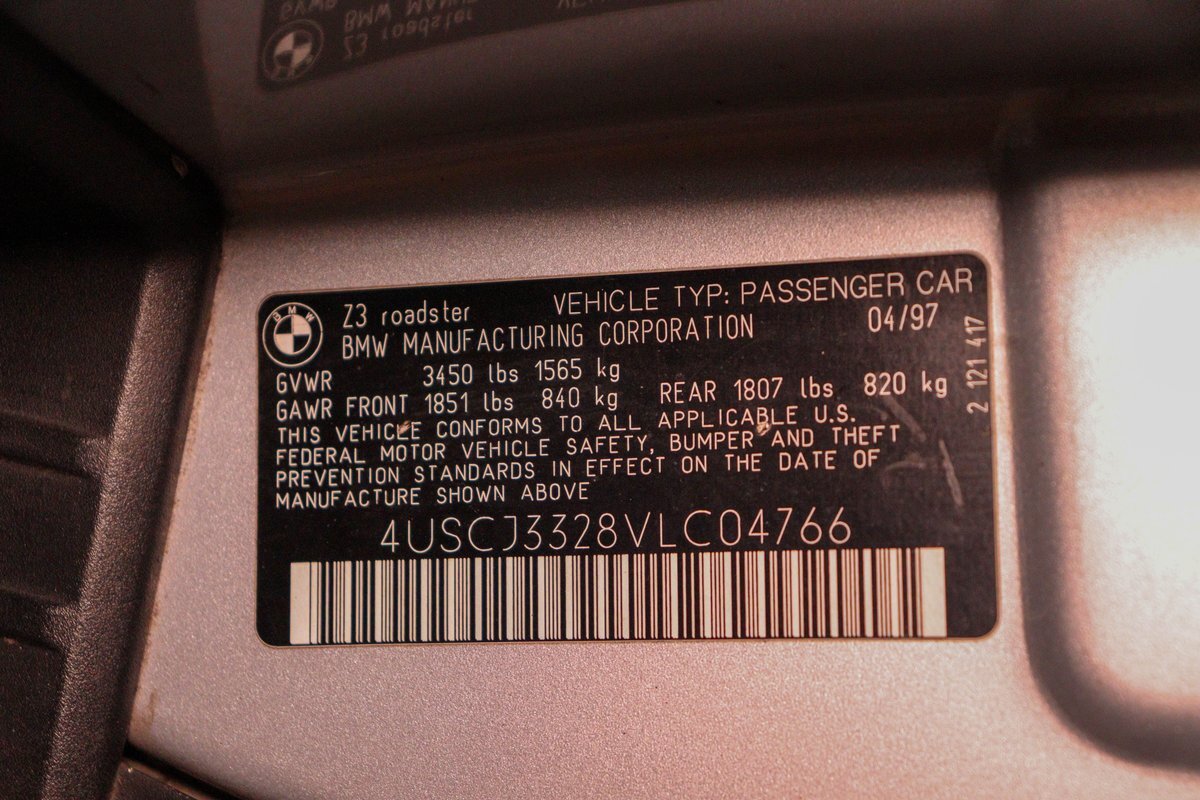 BMW
Z3 roadster
VEHICLE TYP: PASSENGER CAR
BMW MANUFACTURING CORPORATION
04/97
GVWR 3450 lbs 1565 kg
GAWR FRONT 1851 lbs 840 kg REAR 1807 lbs 820 kg
2 121 417
THIS VEHICLE CONFORMS TO ALL APPLICABLE U.S.
FEDERAL MOTOR VEHICLE SAFETY, BUMPER AND THEFT
PREVENTION STANDARDS IN EFFECT ON THE DATE OF
MANUFACTURE SHOWN ABOVE
4USCJ3328VLC04766